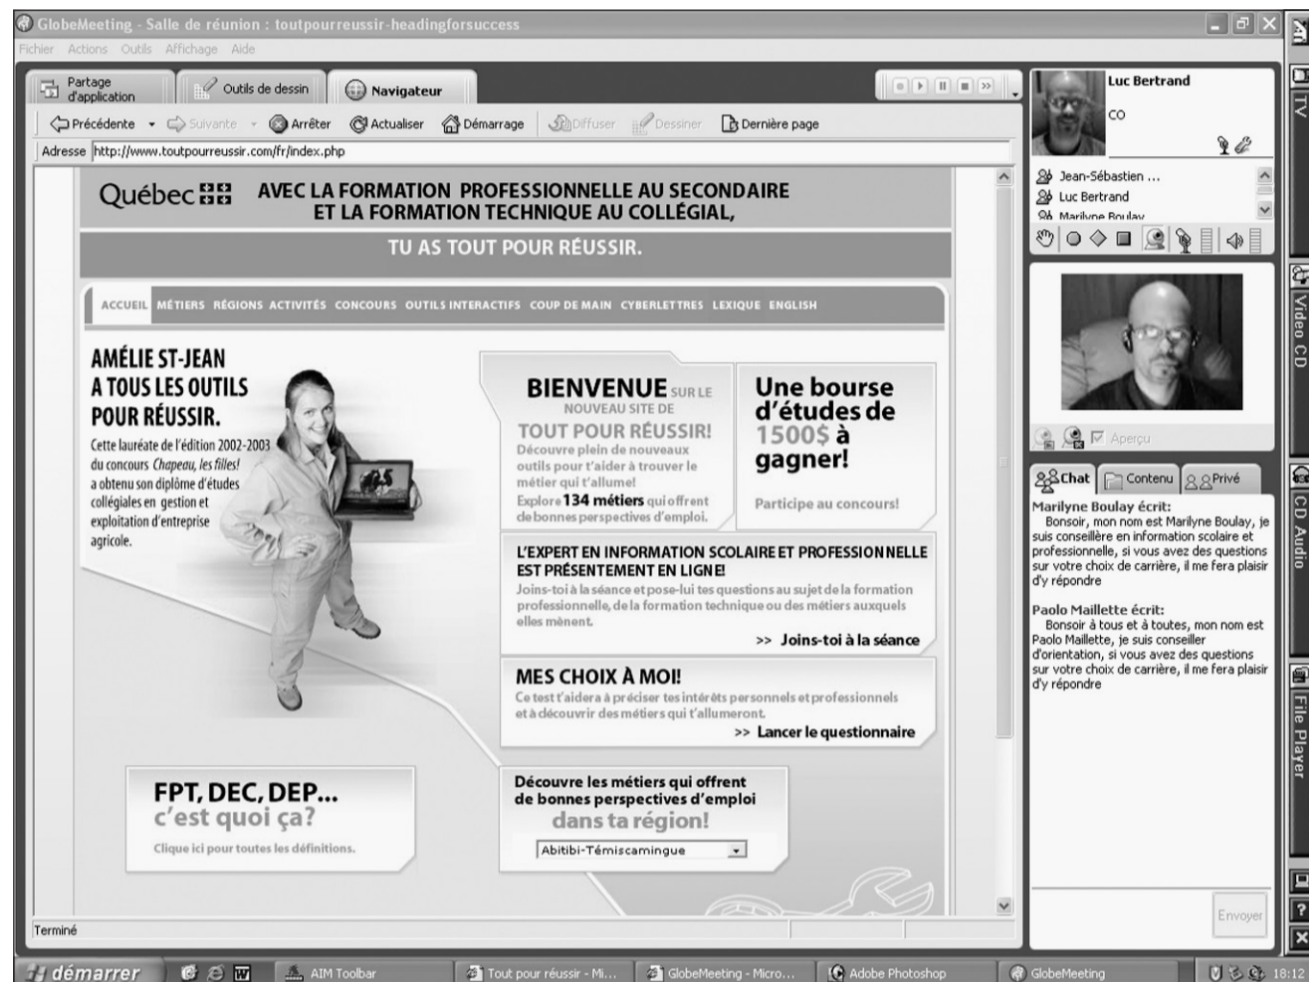 GlobeMeeting - Salle de réunion : toutpourreussir-headingforsuccess
Fichier Actions Outils Affichage Aide
Partage
d'application
Outils de dessin
Navigateur
Précédente Suivante Arrêter Actualiser Démarrage Diffuser Dessiner Dernière page
Adresse http://www.toutpourreussir.com/fr/index.php
Québec
AVEC LA FORMATION PROFESSIONNELLE AU SECONDAIRE
ET LA FORMATION TECHNIQUE AU COLLÉGIAL,
TU AS TOUT POUR RÉUSSIR.
ACCUEIL MÉTIERS RÉGIONS ACTIVITÉS CONCOURS OUTILS INTERACTIFS COUP DE MAIN CYBERLETTRES LEXIQUE ENGLISH
AMÉLIE ST-JEAN
A TOUS LES OUTILS
POUR RÉUSSIR.
Cette lauréate de l'édition 2002-2003
du concours Chapeau, les filles!
a obtenu son diplôme d'études
collégiales en gestion et
exploitation d'entreprise
agricole.
BIENVENUE SUR LE
NOUVEAU SITE DE
TOUT POUR RÉUSSIR!
Découvre plein de nouveaux
outils pour t'aider à trouver le
métier qui t'allume!
Explore 134 métiers qui offrent
de bonnes perspectives d'emploi.
Une bourse
d'études de
1500$ à
gagner!
Participe au concours!
L'EXPERT EN INFORMATION SCOLAIRE ET PROFESSIONNELLE
EST PRÉSENTEMENT EN LIGNE!
Joins-toi à la séance et pose-lui tes questions au sujet de la formation
professionnelle, de la formation technique ou des métiers auxquels
elles mènent.
>> Joins-toi à la séance
MES CHOIX À MOI!
Ce test t'aidera à préciser tes intérêts personnels et professionnels
et à découvrir des métiers qui t'allumeront.
>> Lancer le questionnaire
FPT, DEC, DEP...
c'est quoi ça?
Clique ici pour toutes les définitions.
Découvre les métiers qui offrent
de bonnes perspectives d'emploi
dans ta région!
Abitibi-Témiscamingue
Terminé
Luc Bertrand
CO
Jean-Sébastien ...
Luc Bertrand
Marilyne Boulay
Aperçu
Chat Contenu Privé
Marilyne Boulay écrit:
Bonsoir, mon nom est Marilyne Boulay, je
suis conseillère en information scolaire et
professionnelle, si vous avez des questions
sur votre choix de carrière, il me fera plaisir
d'y répondre
Paolo Maillette écrit:
Bonsoir à tous et à toutes, mon nom est
Paolo Maillette, je suis conseiller
d'orientation, si vous avez des questions
sur votre choix de carrière, il me fera plaisir
d'y répondre
Envoyer
TV
Video CD
CD Audio
File Player
?
démarrer
AIM Toolbar
Tout pour réussir - Mi...
GlobeMeeting - Micro...
Adobe Photoshop
GlobeMeeting
18:12